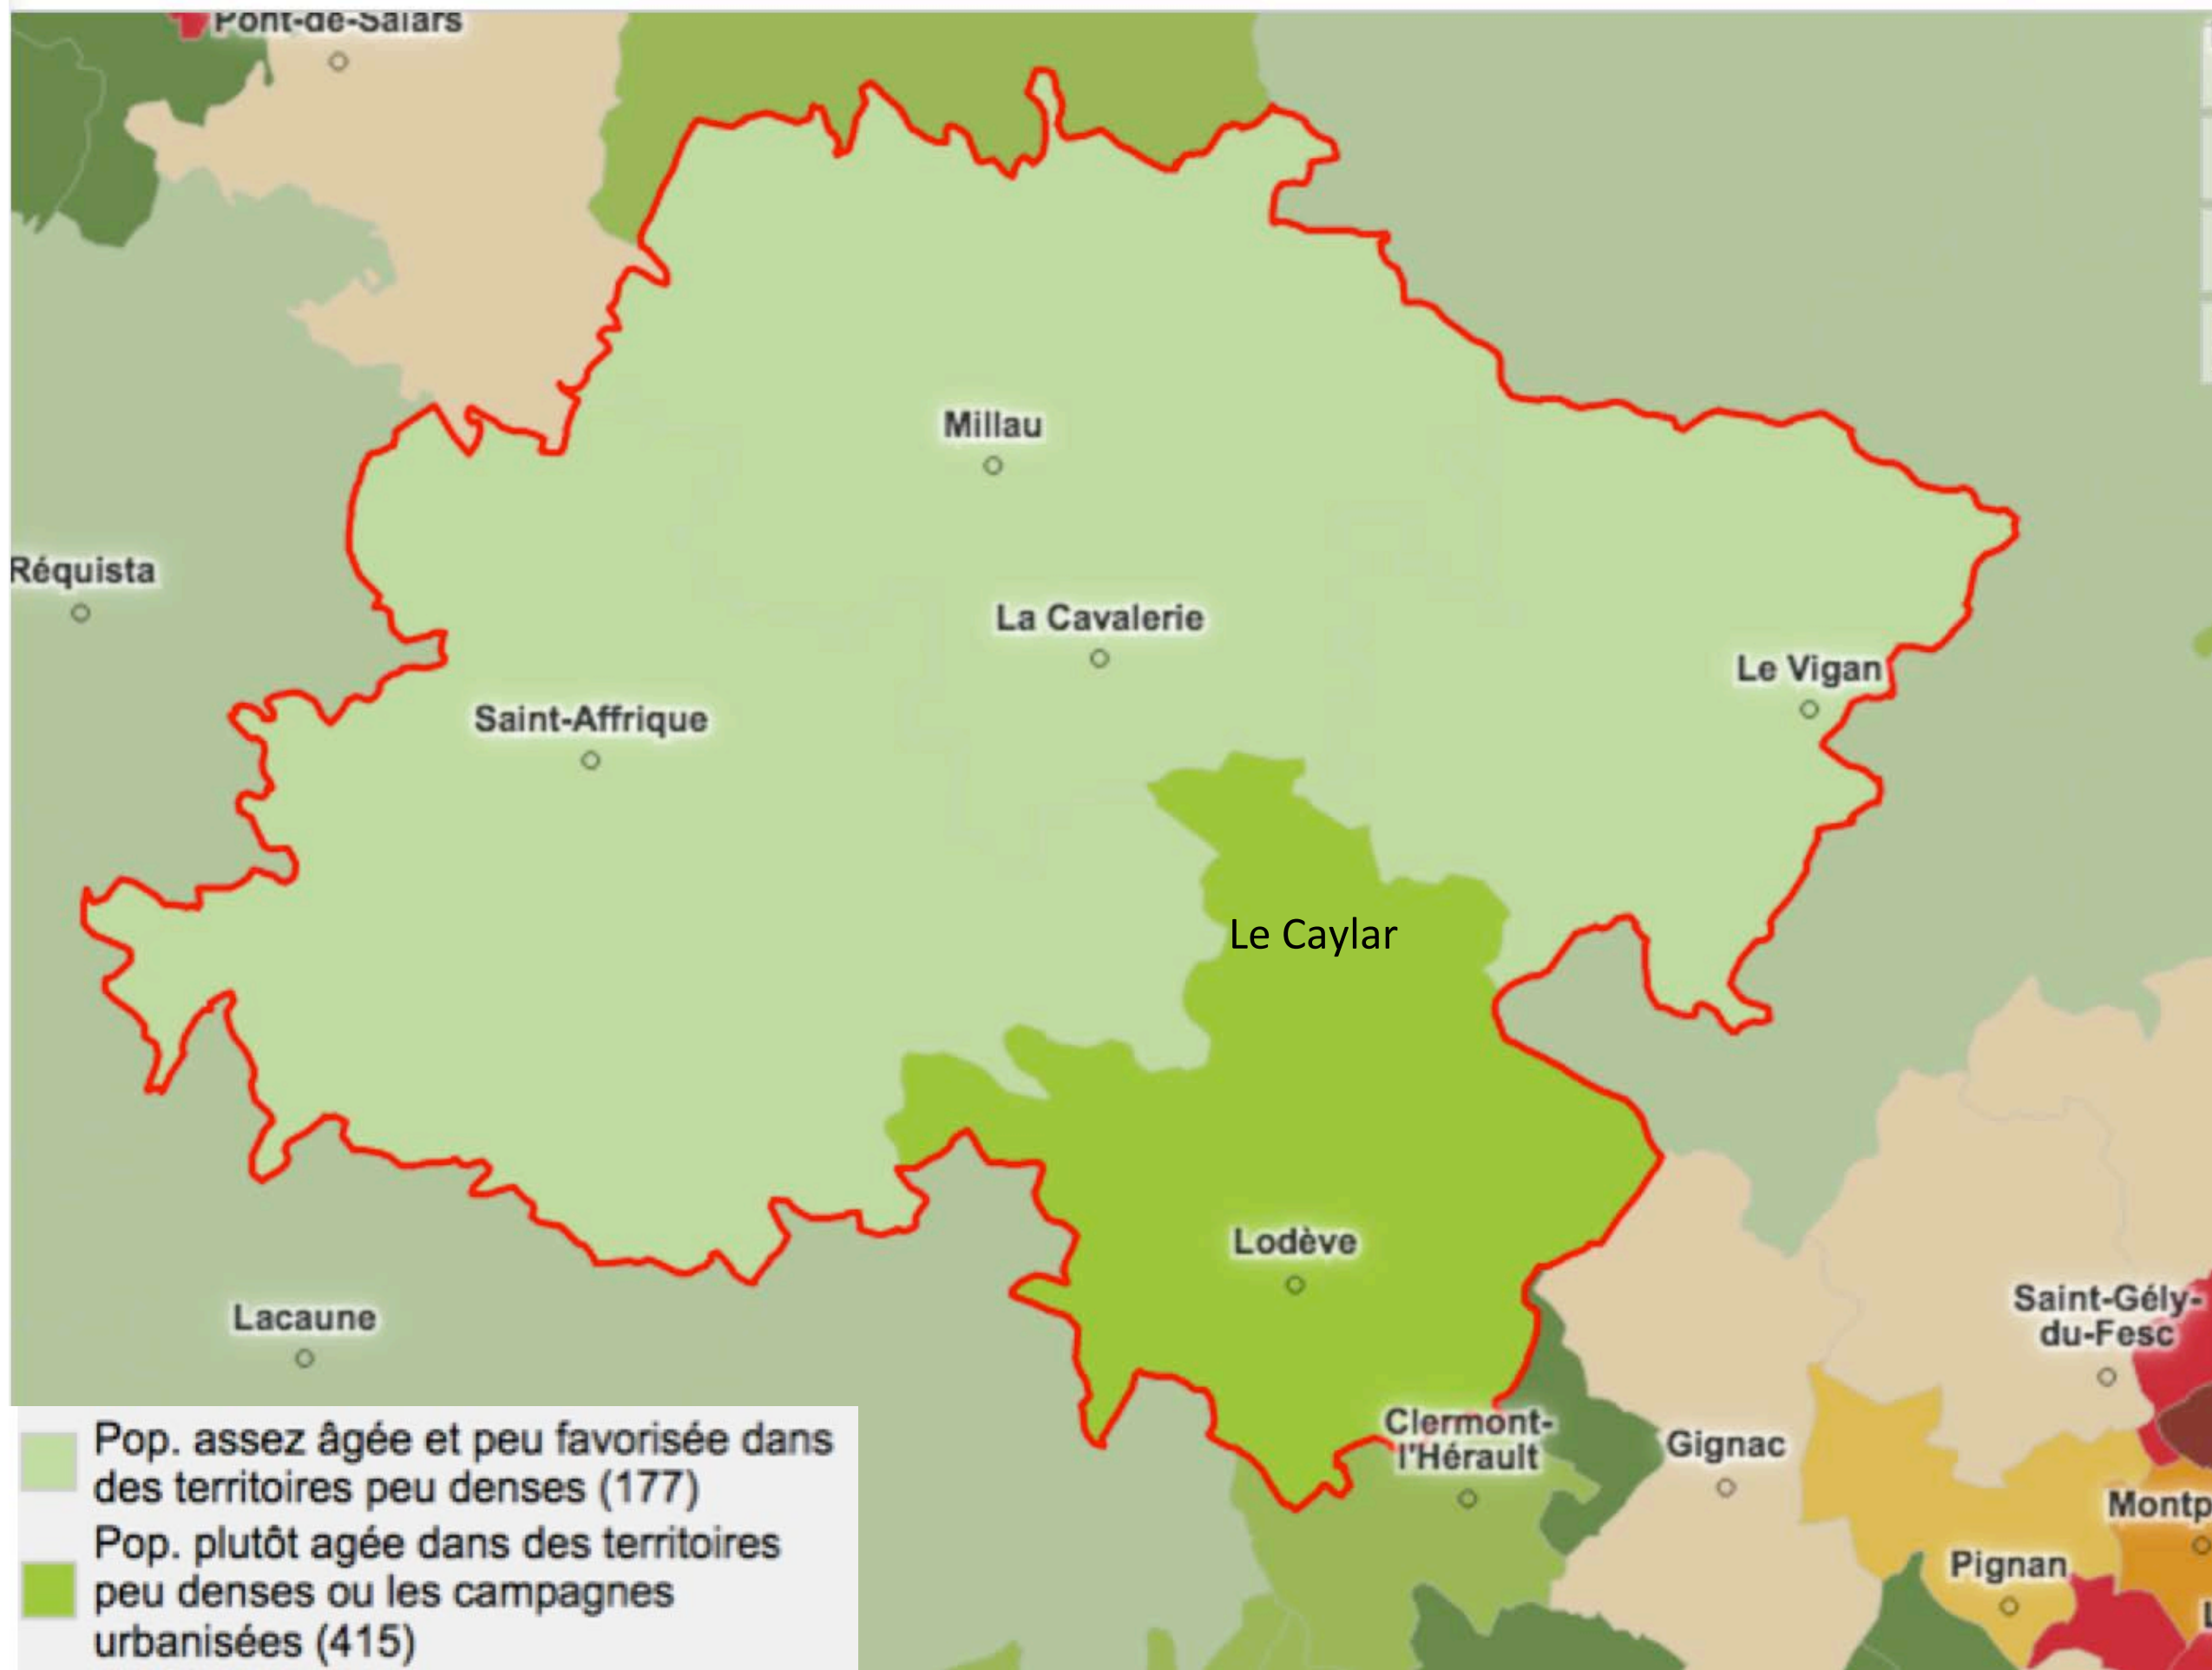 Pont-de-Salars
Millau
Réquista
La Cavalerie
Le Vigan
Saint-Affrique
Le Caylar
Lodève
Saint-Gély-
du-Fesc
Lacaune
Clermont-
l'Hérault
Gignac
Montp
Pignan
L
Pop. assez âgée et peu favorisée dans
des territoires peu denses (177)
Pop. plutôt agée dans des territoires
peu denses ou les campagnes
urbanisées (415)